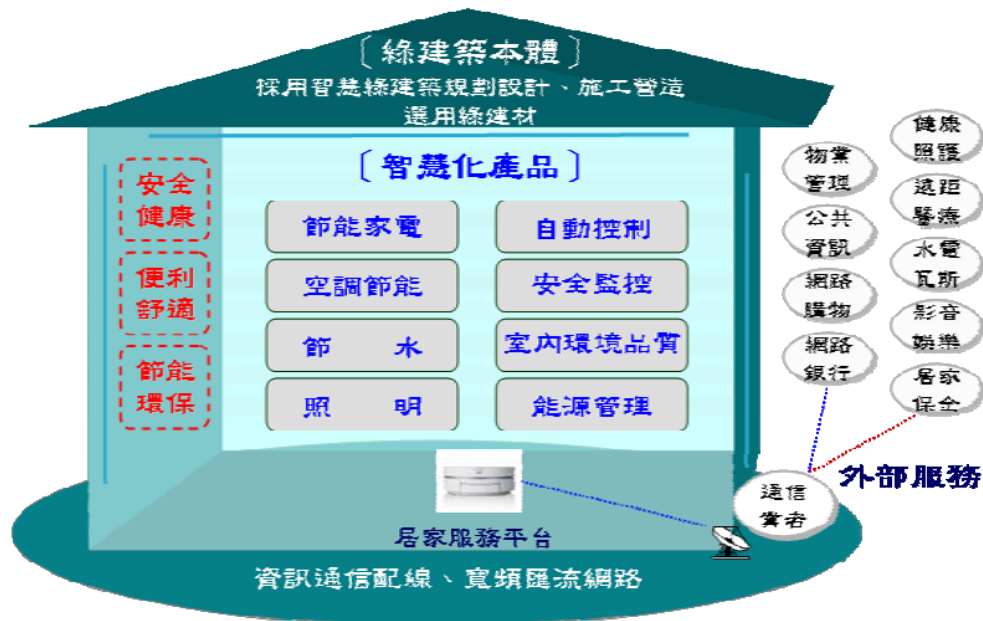 〔綠建築本體〕
採用智慧綠建築規劃設計、施工營造
選用綠建材
安全
健康
便利
舒適
節能
環保
〔智慧化產品〕
節能家電
自動控制
空調節能
安全監控
節　水
室內環境品質
照　明
能源管理
居家服務平台
資訊通信配線、寬頻匯流網路
物業
管理
公共
資訊
網路
購物
網路
銀行
健康
照護
遠距
醫療
水電
瓦斯
影音
娛樂
居家
保全
外部服務
通信
業者